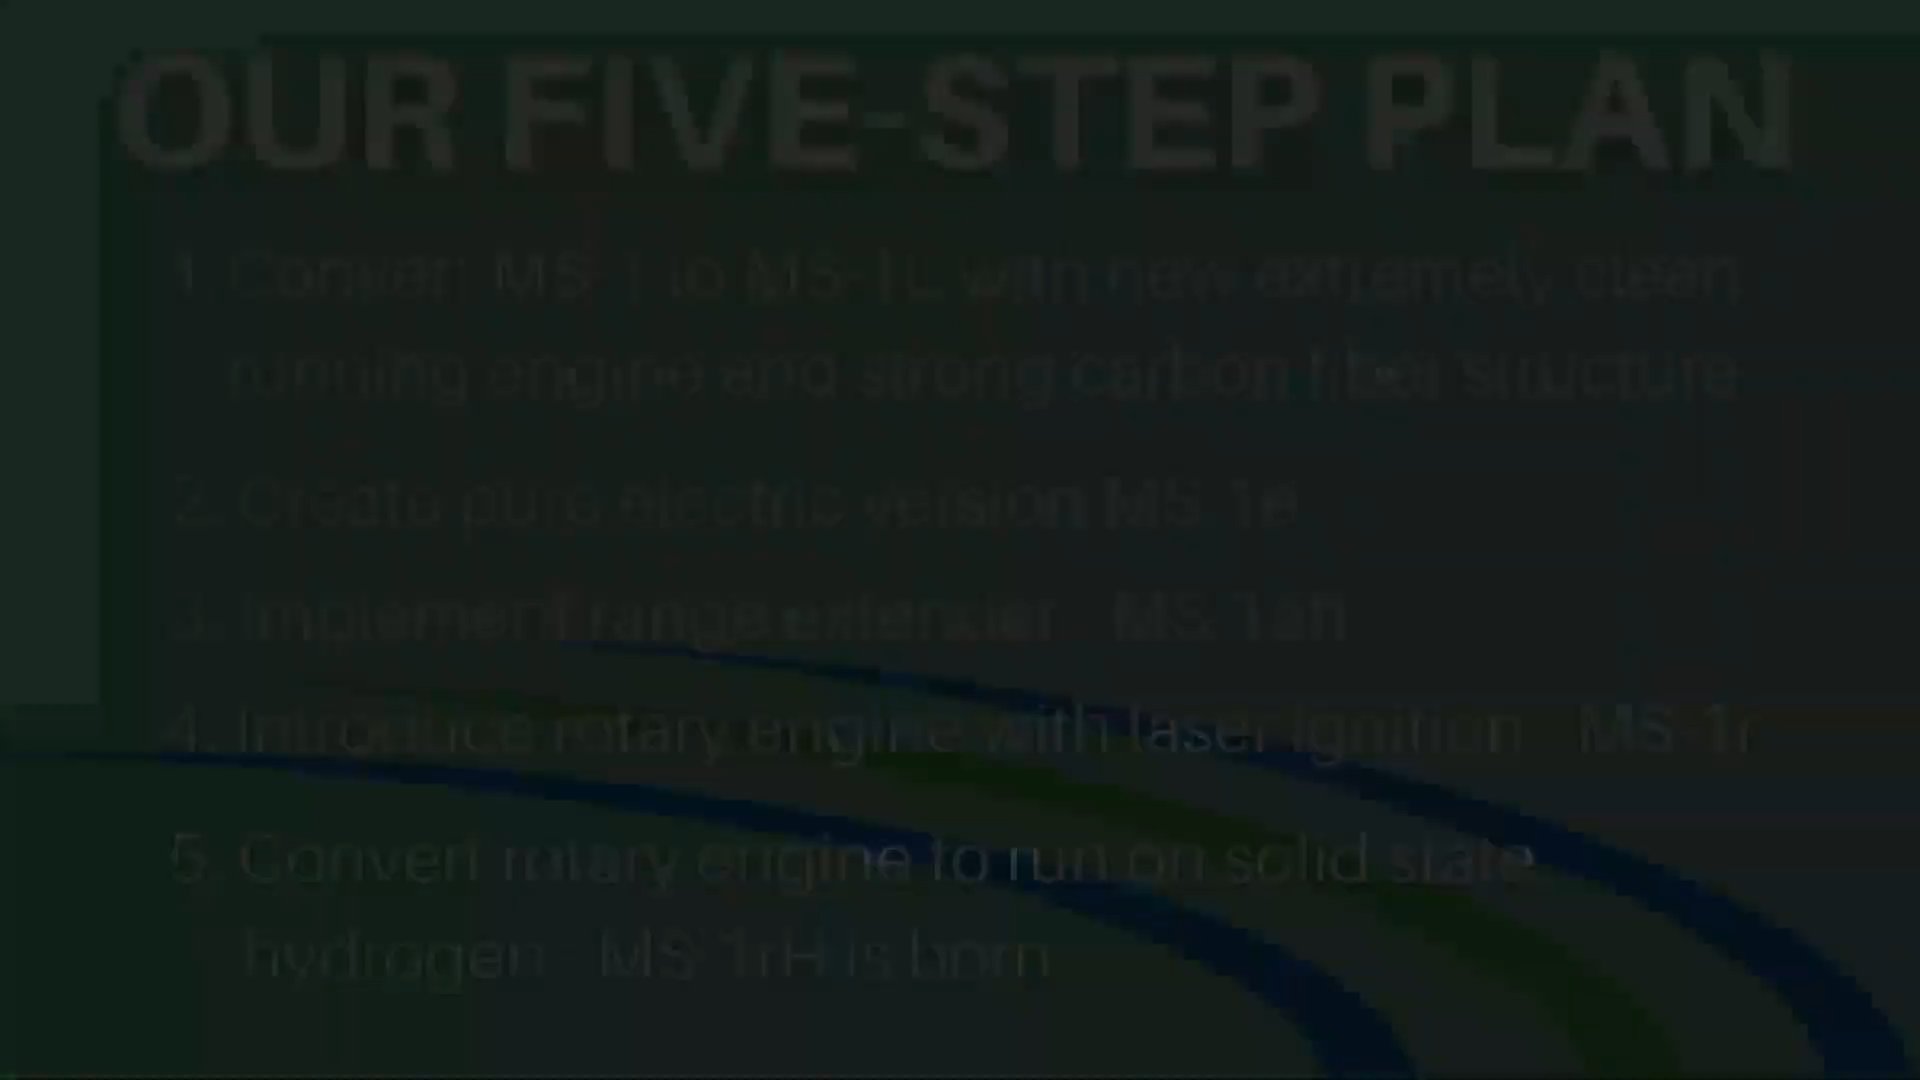 OUR FIVE-STEP PLAN
1. Convert MS-1 to MS-1L with new extremely clean
running engine and strong carbon fiber structure
2. Create pure electric version MS-1e
3. Implement range extender - MS
4. Introduce rotary engine with laser ignition - MS-1r
5. Convert rotary engine to run on solid state
hydrogen - MS-1rH is born